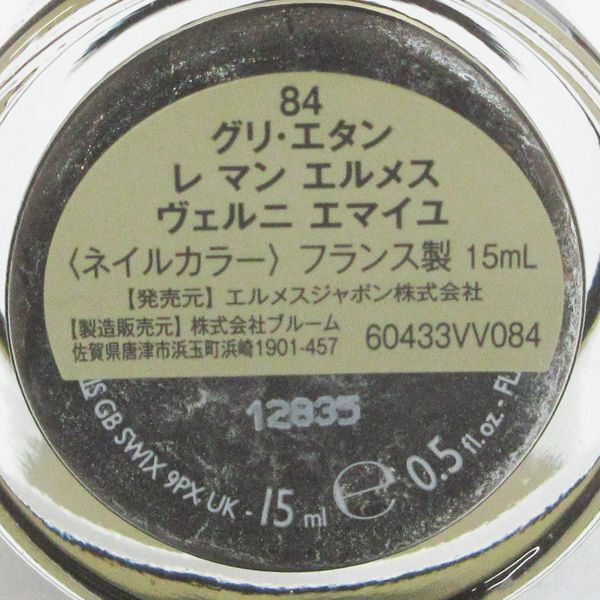 84
グリ・エタン
レ マン エルメス
ヴェルニ エマイユ
〈ネイルカラー〉 フランス製 15mL
【発売元】エルメスジャポン株式会社
【製造販売元】株式会社ブルーム 60433VV084
佐賀県唐津市浜玉町浜崎1901-457
12835
GB SW1X 9PX UK - 15 ml e 0.5 fl. oz. -